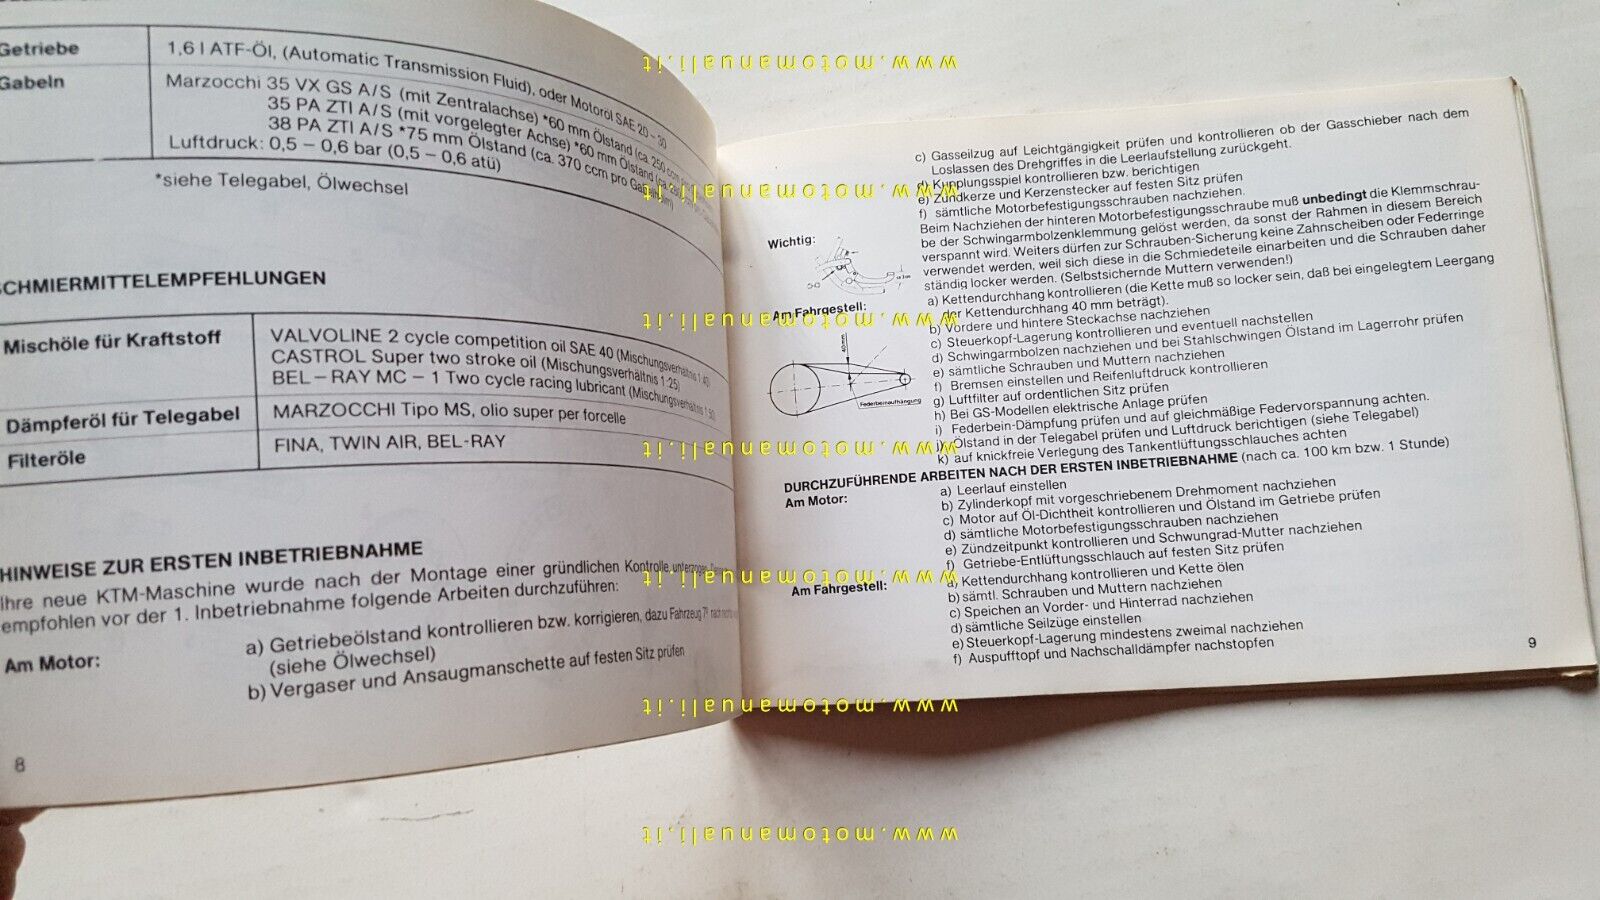 Getriebe
1,6 l ATF-Öl, (Automatic Transmission Fluid), oder Motoröl SAE 20 – 30
Gabeln
Marzocchi 35 VX GS A/S (mit Zentralachse) *60 mm Ölstand (ca. 250 ccm
35 PA ZTI A/S (mit vorgelegter Achse) *60 mm Ölstand (ca.
38 PA ZTI A/S *75 mm Ölstand (ca. 370 ccm pro
Luftdruck: 0,5 – 0,6 bar (0,5 – 0,6 atü)
*siehe Telegabel, Ölwechsel
SCHMIERMITTELEMPFEHLUNGEN
Mischöle für Kraftstoff
VALVOLINE 2 cycle competition oil SAE 40 (Mischungsverhältnis 1:40)
CASTROL Super two stroke oil (Mischungsverhältnis 1:25)
BEL – RAY MC – 1 Two cycle racing lubricant (Mischungsverhältnis 1:50)
Dämpferöl für Telegabel
MARZOCCHI Tipo MS, olio super per forcelle
Filteröle
FINA, TWIN AIR, BEL-RAY
HINWEISE ZUR ERSTEN INBETRIEBNAHME
Ihre neue KTM-Maschine wurde nach der Montage einer gründlichen Kontrolle unterzogen.
empfohlen vor der 1. Inbetriebnahme folgende Arbeiten durchzuführen:
Am Motor:
a) Getriebeölstand kontrollieren bzw. korrigieren, dazu Fahrzeug 7° nach
(siehe Ölwechsel)
b) Vergaser und Ansaugmanschette auf festen Sitz prüfen
8
c) Gasseilzug auf Leichtgängigkeit prüfen und kontrollieren ob der Gasschieber nach dem
Loslassen des Drehgriffes in die Leerlaufstellung zurückgeht.
d) Kupplungsspiel kontrollieren bzw. berichtigen
e) Zündkerze und Kerzenstecker auf festen Sitz prüfen
f) sämtliche Motorbefestigungsschrauben nachziehen.
Wichtig:
Beim Nachziehen der hinteren Motorbefestigungsschraube muß unbedingt die Klemmschrau-
be der Schwingarmbolzenklemmung gelöst werden, da sonst der Rahmen in diesem Bereich
verspannt wird. Weiters dürfen zur Schrauben-Sicherung keine Zahnscheiben oder Federringe
verwendet werden, weil sich diese in die Schmiedeteile einarbeiten und die Schrauben daher
ständig locker werden. (Selbstsichernde Muttern verwenden!)
Am Fahrgestell:
a) Kettendurchhang kontrollieren (die Kette muß so locker sein, daß bei eingelegtem Leergang
der Kettendurchhang 40 mm beträgt).
b) Vordere und hintere Steckachse nachziehen
c) Steuerkopf-Lagerung kontrollieren und eventuell nachstellen
d) Schwingarmbolzen nachziehen und bei Stahlschwingen Ölstand im Lagerrohr prüfen
e) sämtliche Schrauben und Muttern nachziehen
f) Bremsen einstellen und Reifenluftdruck kontrollieren
g) Luftfilter auf ordentlichen Sitz prüfen
h) Bei GS-Modellen elektrische Anlage prüfen
i) Federbein-Dämpfung prüfen und auf gleichmäßige Federvorspannung achten.
j) Ölstand in der Telegabel prüfen und Luftdruck berichtigen (siehe Telegabel)
k) auf knickfreie Verlegung des Tankentlüftungsschlauches achten
40 mm
Federbeinaufhängung
DURCHZUFÜHRENDE ARBEITEN NACH DER ERSTEN INBETRIEBNAHME (nach ca. 100 km bzw. 1 Stunde)
Am Motor:
a) Leerlauf einstellen
b) Zylinderkopf mit vorgeschriebenem Drehmoment nachziehen
c) Motor auf Öl-Dichtheit kontrollieren und Ölstand im Getriebe prüfen
d) sämtliche Motorbefestigungsschrauben nachziehen
e) Zündzeitpunkt kontrollieren und Schwungrad-Mutter nachziehen
f) Getriebe-Entlüftungsschlauch auf festen Sitz prüfen
Am Fahrgestell:
a) Kettendurchhang kontrollieren und Kette ölen
b) sämtl. Schrauben und Muttern nachziehen
c) Speichen an Vorder- und Hinterrad nachziehen
d) sämtliche Seilzüge einstellen
e) Steuerkopf-Lagerung mindestens zweimal nachziehen
f) Auspufftopf und Nachschalldämpfer nachstopfen
9
www.motomanuali.it
www.motomanuali.it
www.motomanuali.it
www.motomanuali.it
www.motomanuali.it
www.motomanuali.it
www.motomanuali.it